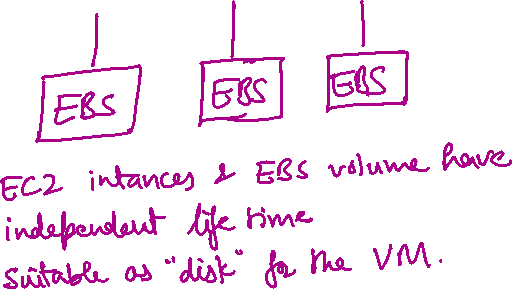 EBS EBS EBS
EC2 intances & EBS volume have
independent life time
Suitable as "disk" for the VM.